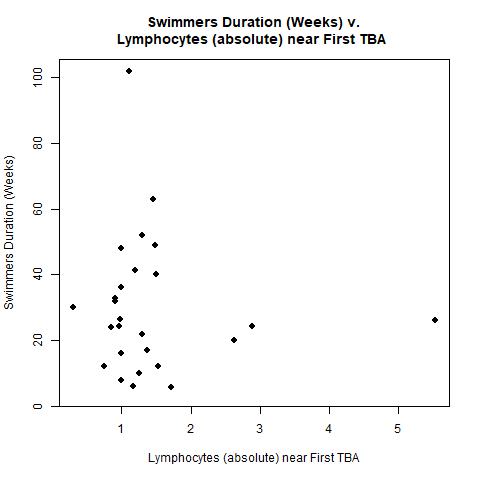 Swimmers Duration (Weeks) v.
Lymphocytes (absolute) near First TBA
Swimmers Duration (Weeks)
100
80
60
40
20
0
1 2 3 4 5
Lymphocytes (absolute) near First TBA